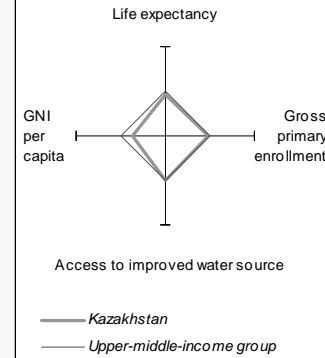 Life expectancy
GNI
per
capita
Gross
primary
enrollment
Access to improved water source
Kazakhstan
Upper-middle-income group